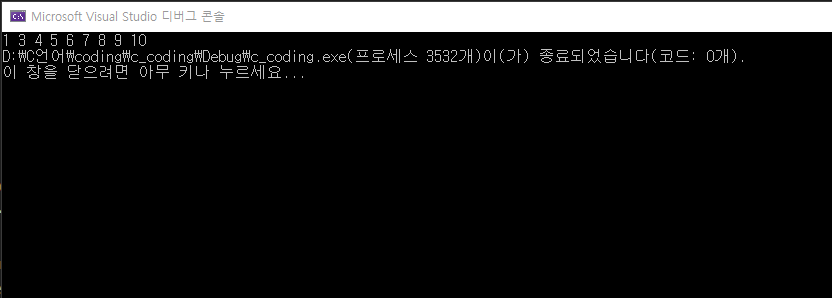 Microsoft Visual Studio 디버그 콘솔
1 3 4 5 6 7 8 9 10
D:₩C언어₩coding₩c_coding₩Debug₩c_coding.exe(프로세스 3532개)이(가) 종료되었습니다(코드: 0개).
이 창을 닫으려면 아무 키나 누르세요...